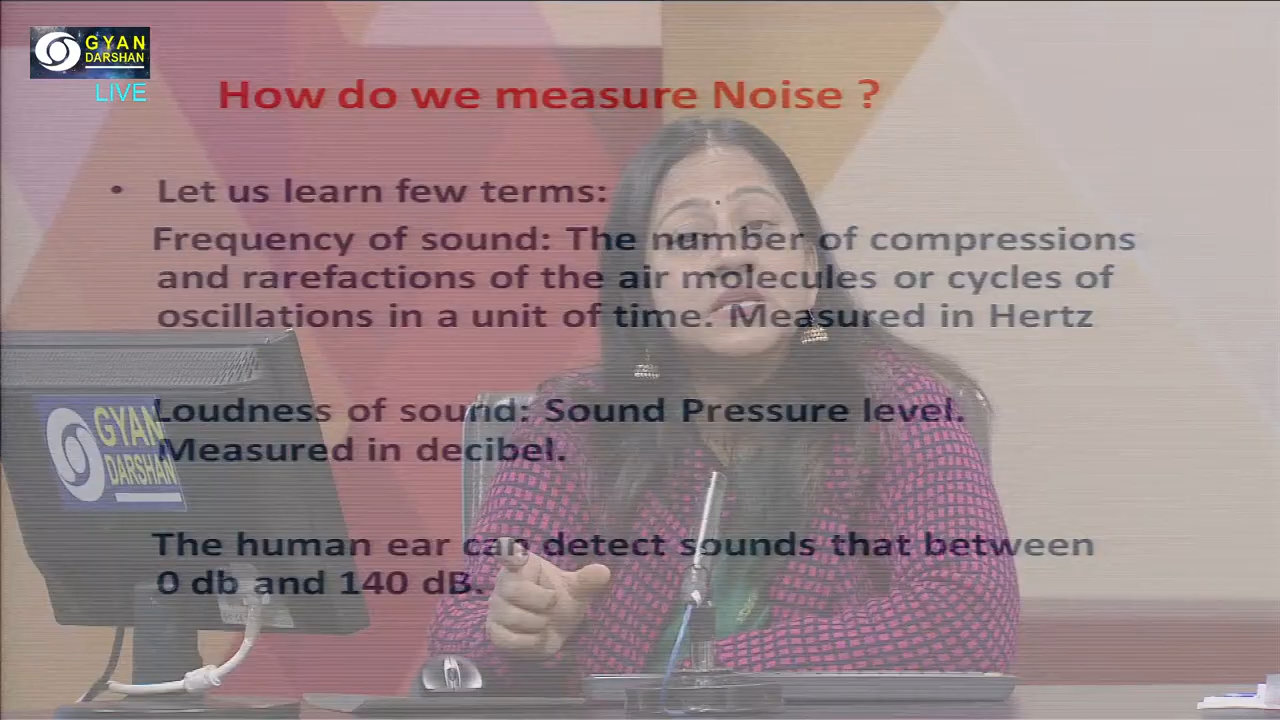 GYAN
DARSHAN
LIVE
How do we measure Noise ?
• Let us learn few terms:
Frequency of sound: The number of compressions
and rarefactions of the air molecules or cycles of
oscillations in a unit of time. Measured in Hertz
Loudness of sound: Sound Pressure level.
Measured in decibel.
The human ear can detect sounds that between
0 db and 140 dB.
GYAN
DARSHAN